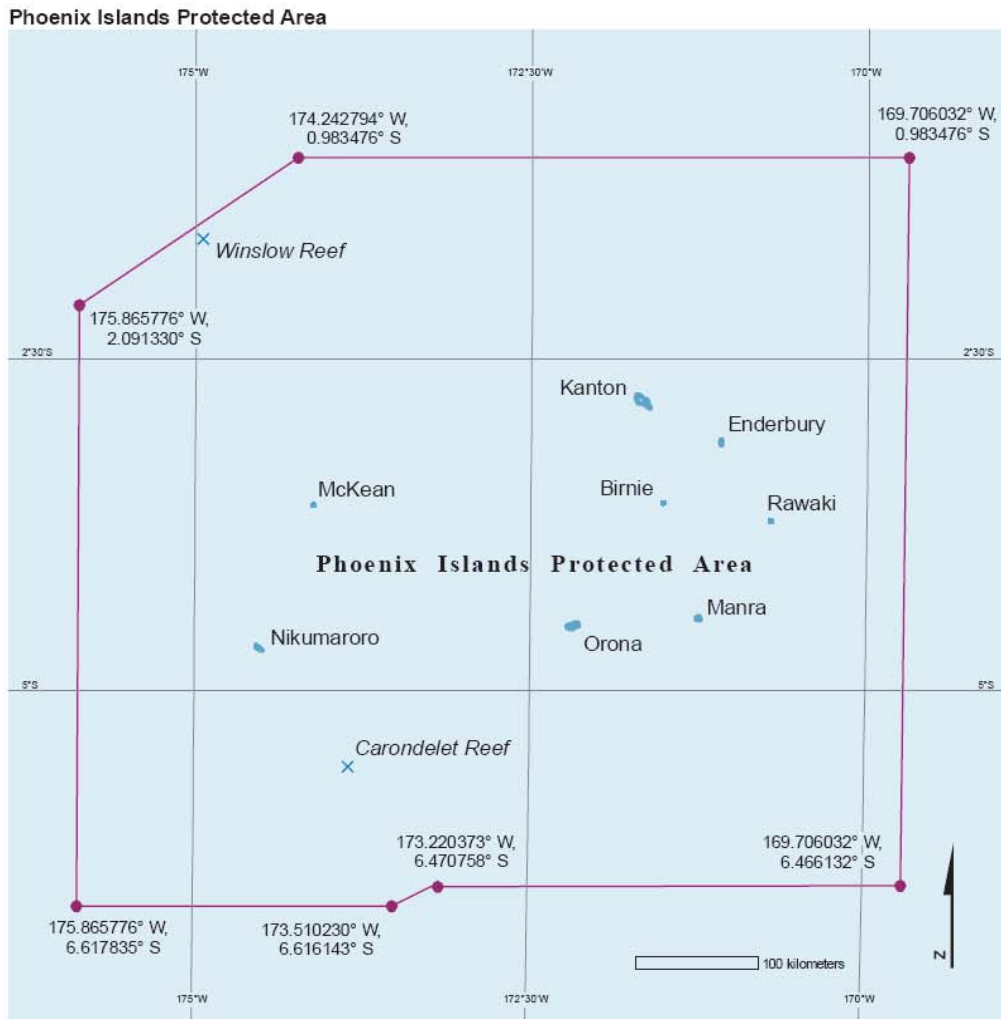 Phoenix Islands Protected Area
175°W
172°30'W
170°W
174.242794° W,
0.983476° S
169.706032° W,
0.983476° S
Winslow Reef
175.865776° W,
2.091330° S
2°30'S
Kanton
Enderbury
McKean
Birnie
Rawaki
Phoenix Islands Protected Area
Manra
Nikumaroro
Orona
5°S
Carondelet Reef
173.220373° W,
6.470758° S
169.706032° W,
6.466132° S
175.865776° W,
6.617835° S
173.510230° W,
6.616143° S
100 kilometers
N
175°W
172°30'W
170°W